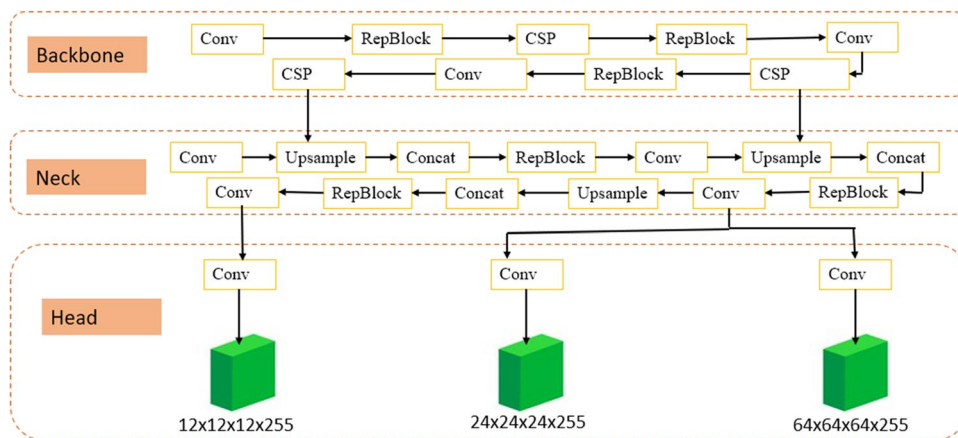 Backbone
Conv RepBlock CSP RepBlock Conv
CSP Conv RepBlock CSP
Neck
Conv Upsample Concat RepBlock Conv Upsample Concat
Conv RepBlock Concat Upsample Conv RepBlock
Head
Conv Conv Conv
12x12x12x255 24x24x24x255 64x64x64x255